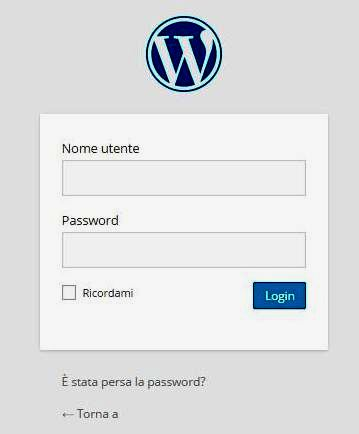 W
Nome utente
Password
Ricordami
Login
È stata persa la password?
← Torna a